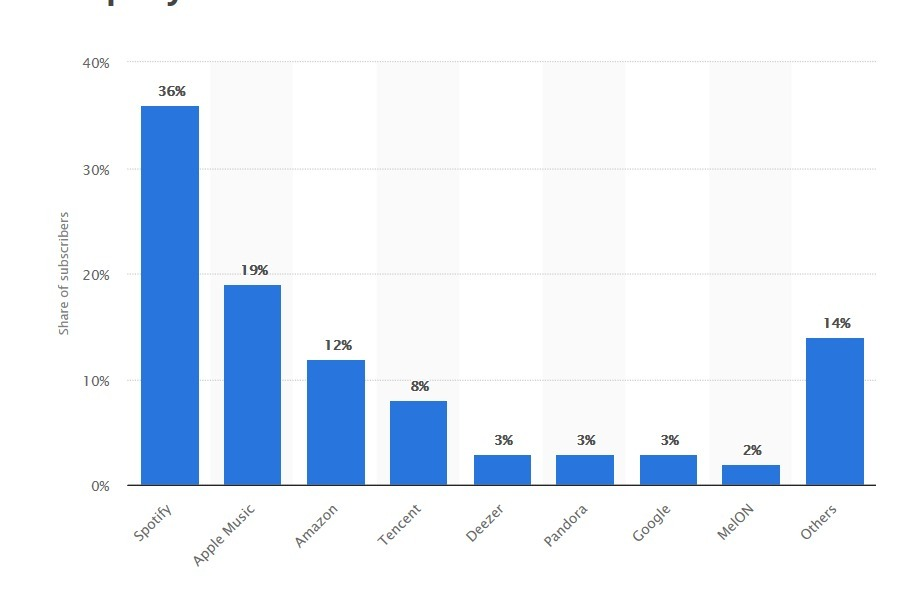 40%
36%
30%
Share of subscribers
20%
19%
12%
14%
10%
8%
3%
3%
3%
2%
0%
Spotify
Apple Music
Amazon
Tencent
Deezer
Pandora
Google
MelON
Others